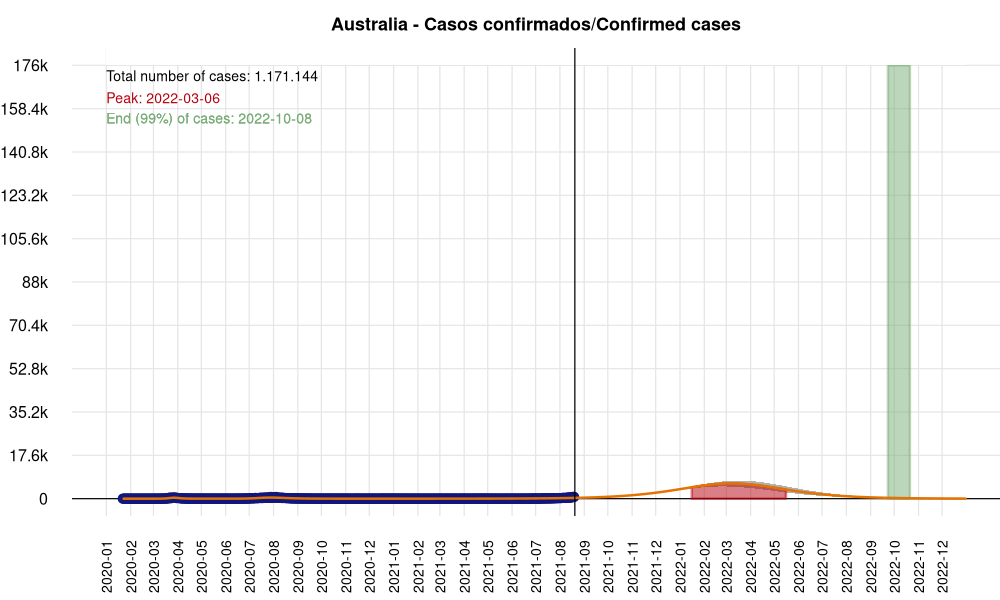 Australia - Casos confirmados/Confirmed cases
Total number of cases: 1.171.144
Peak: 2022-03-06
End (99%) of cases: 2022-10-08
176k
158.4k
140.8k
123.2k
105.6k
88k
70.4k
52.8k
35.2k
17.6k
0
2020-01
2020-02
2020-03
2020-04
2020-05
2020-06
2020-07
2020-08
2020-09
2020-10
2020-11
2020-12
2021-01
2021-02
2021-03
2021-04
2021-05
2021-06
2021-07
2021-08
2021-09
2021-10
2021-11
2021-12
2022-01
2022-02
2022-03
2022-04
2022-05
2022-06
2022-07
2022-08
2022-09
2022-10
2022-11
2022-12